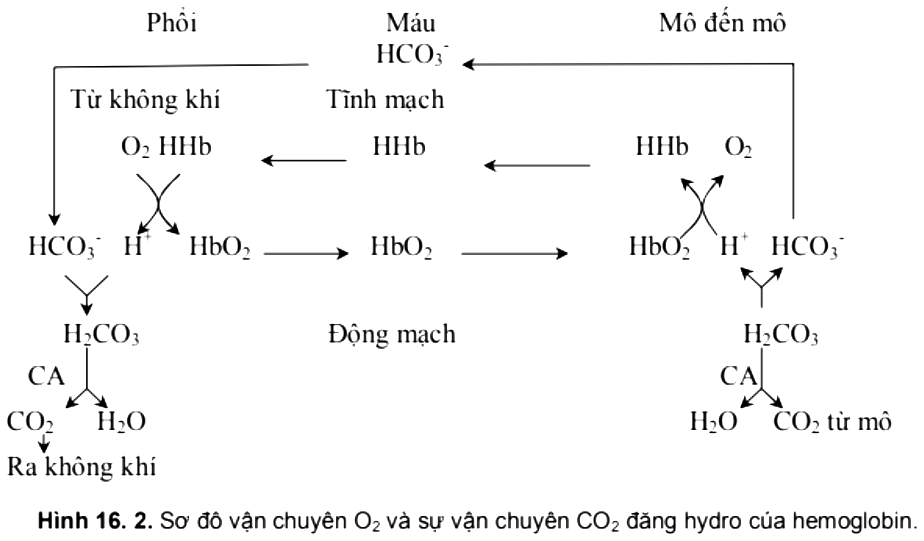 Phổi Máu Mô đến mô
HCO₃⁻
Từ không khí Tĩnh mạch
O₂ HHb HHb HHb O₂
HCO₃⁻ H⁺ HbO₂ HbO₂ HbO₂ H⁺ HCO₃⁻
H₂CO₃ Động mạch H₂CO₃
CA CA
CO₂ H₂O H₂O CO₂ từ mô
Ra không khí
Hình 16. 2. Sơ đô vận chuyên O₂ và sự vận chuyên CO₂ đăng hydro của hemoglobin.